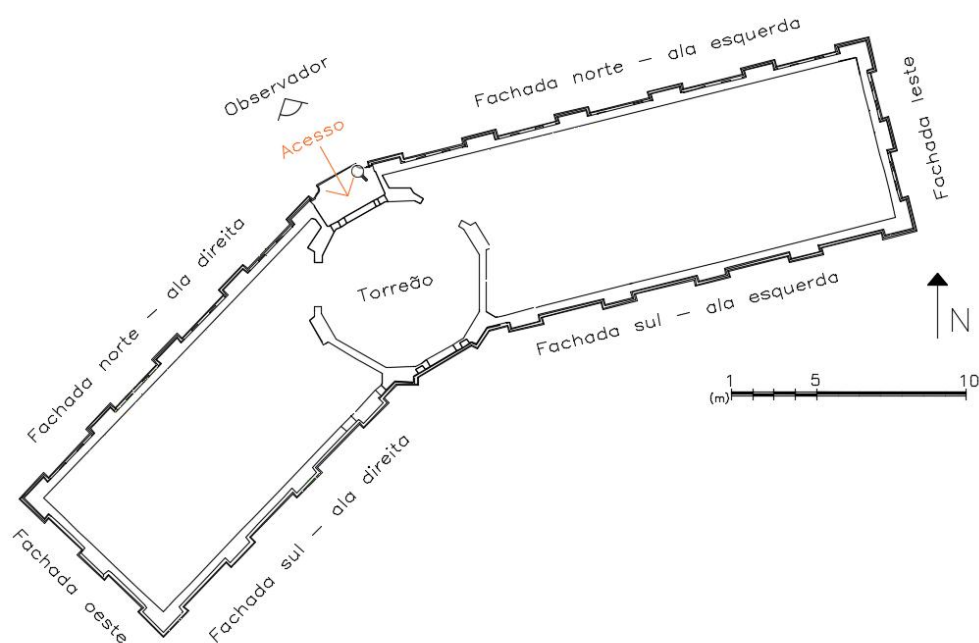 Observador
Acesso
Fachada norte – ala esquerda
Fachada leste
Fachada norte – ala direita
Torreão
Fachada sul – ala esquerda
N
1 5 10
(m)
Fachada sul – ala direita
Fachada oeste